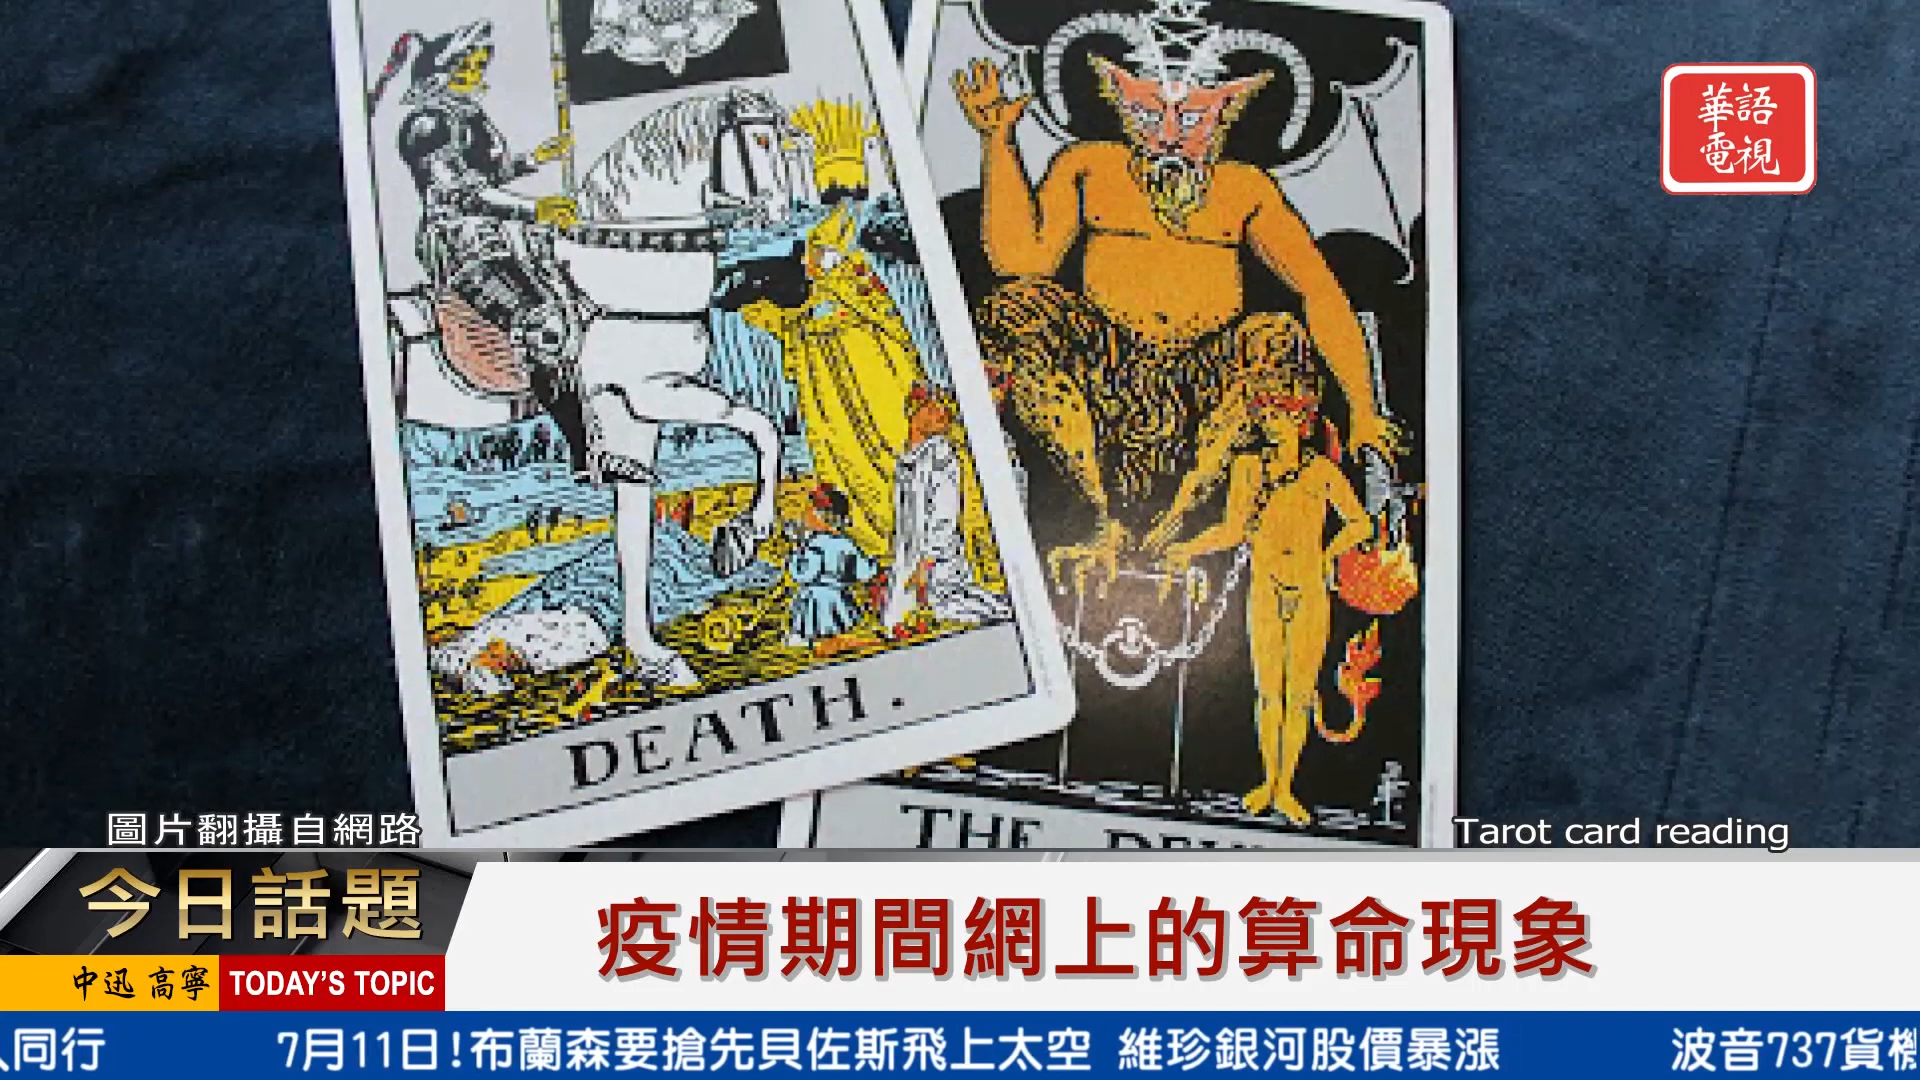 華語
電視
DEATH.
THE
圖片翻攝自網路
Tarot card reading
今日話題
疫情期間網上的算命現象
中迅 高寧
TODAY'S TOPIC
同行 7月11日!布蘭森要搶先貝佐斯飛上太空 維珍銀河股價暴漲 波音737貨機